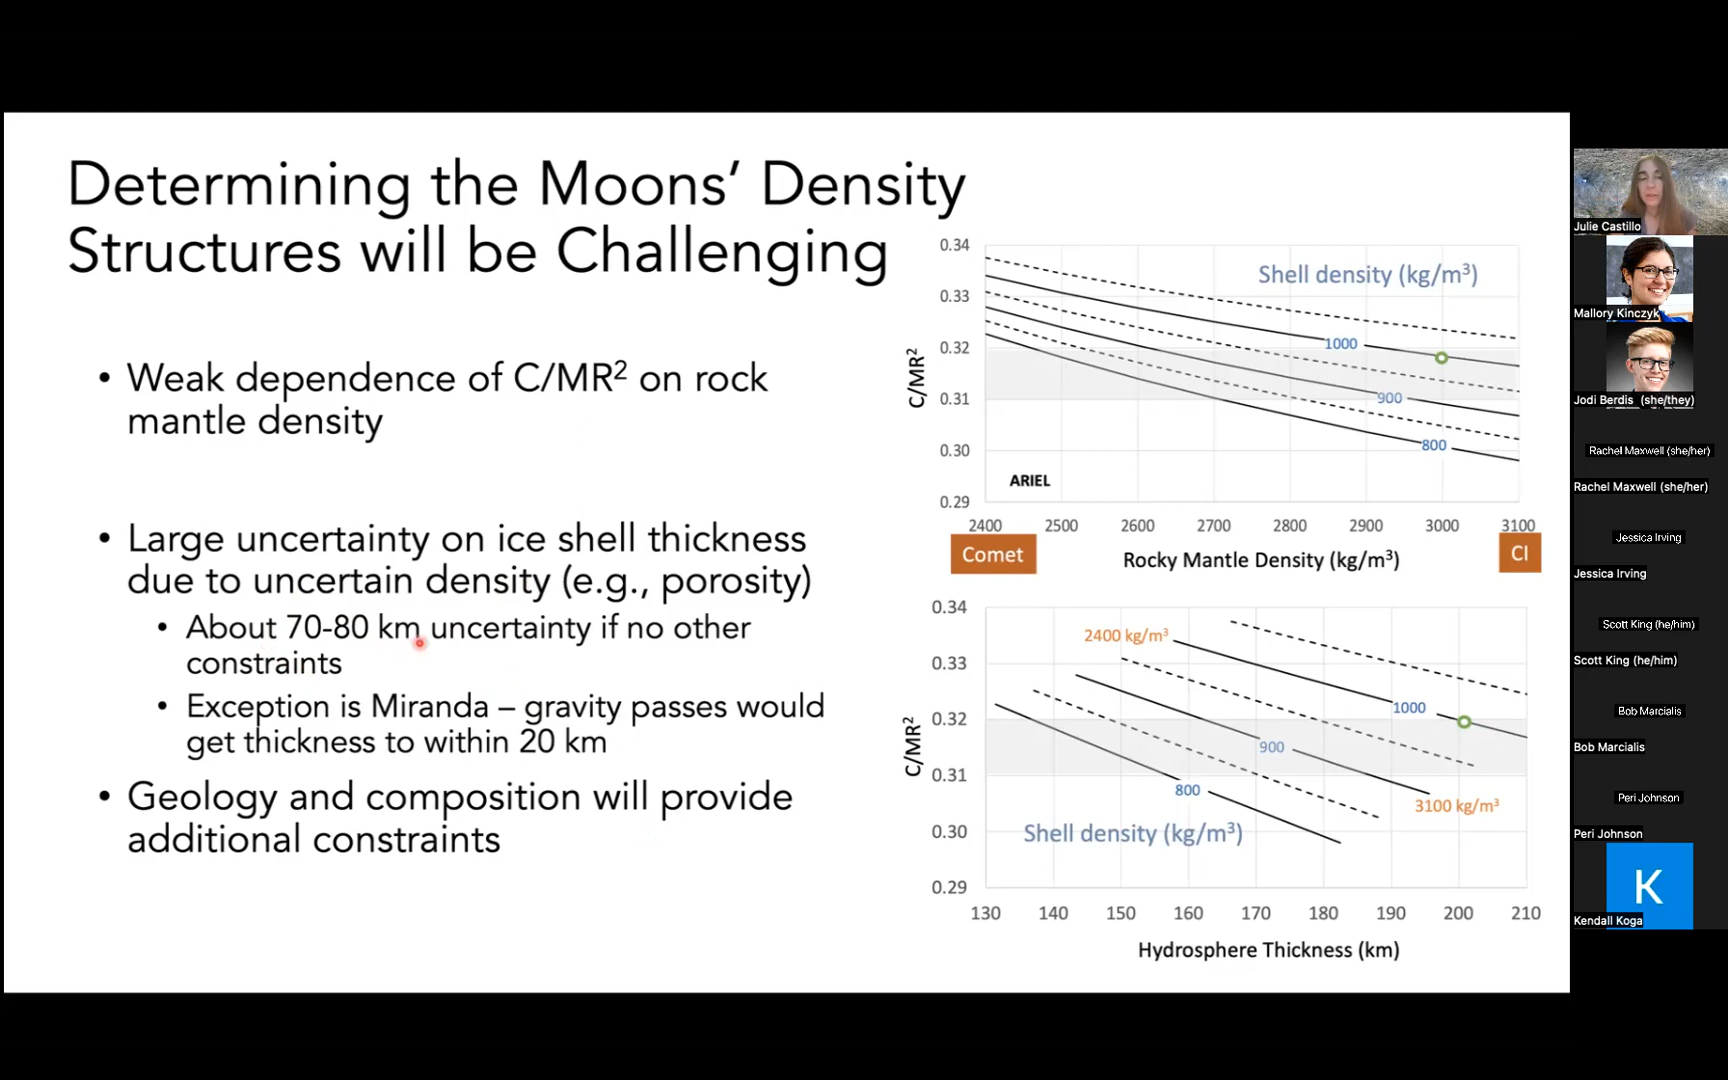 Determining the Moons’ Density
Structures will be Challenging
• Weak dependence of C/MR² on rock
mantle density
• Large uncertainty on ice shell thickness
due to uncertain density (e.g., porosity)
• About 70-80 km uncertainty if no other
constraints
• Exception is Miranda – gravity passes would
get thickness to within 20 km
• Geology and composition will provide
additional constraints
0.34
0.33
0.32
0.31
0.30
0.29
C/MR²
Shell density (kg/m³)
1000
900
800
ARIEL
2400 2500 2600 2700 2800 2900 3000 3100
Comet
Rocky Mantle Density (kg/m³)
CI
0.34
0.33
0.32
0.31
0.30
0.29
C/MR²
2400 kg/m³
1000
900
800
3100 kg/m³
Shell density (kg/m³)
130 140 150 160 170 180 190 200 210
Hydrosphere Thickness (km)
Julie Castillo
Mallory Kinczyk
Jodi Berdis (she/they)
Rachel Maxwell (she/her)
Rachel Maxwell (she/her)
Jessica Irving
Jessica Irving
Scott King (he/him)
Scott King (he/him)
Bob Marcialis
Bob Marcialis
Peri Johnson
Peri Johnson
K
Kendall Koga